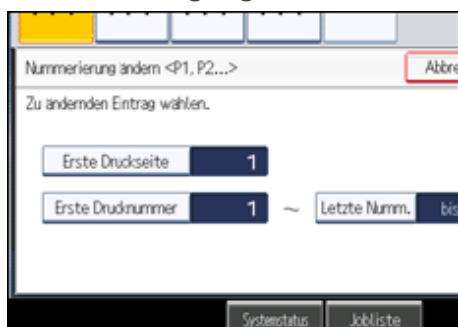 Nummerierung ändern <P1, P2...>
Abbre
Zu ändernden Eintrag wählen.
Erste Druckseite 1
Erste Drucknummer 1 ~ Letzte Numm. bis
Systemstatus Jobliste